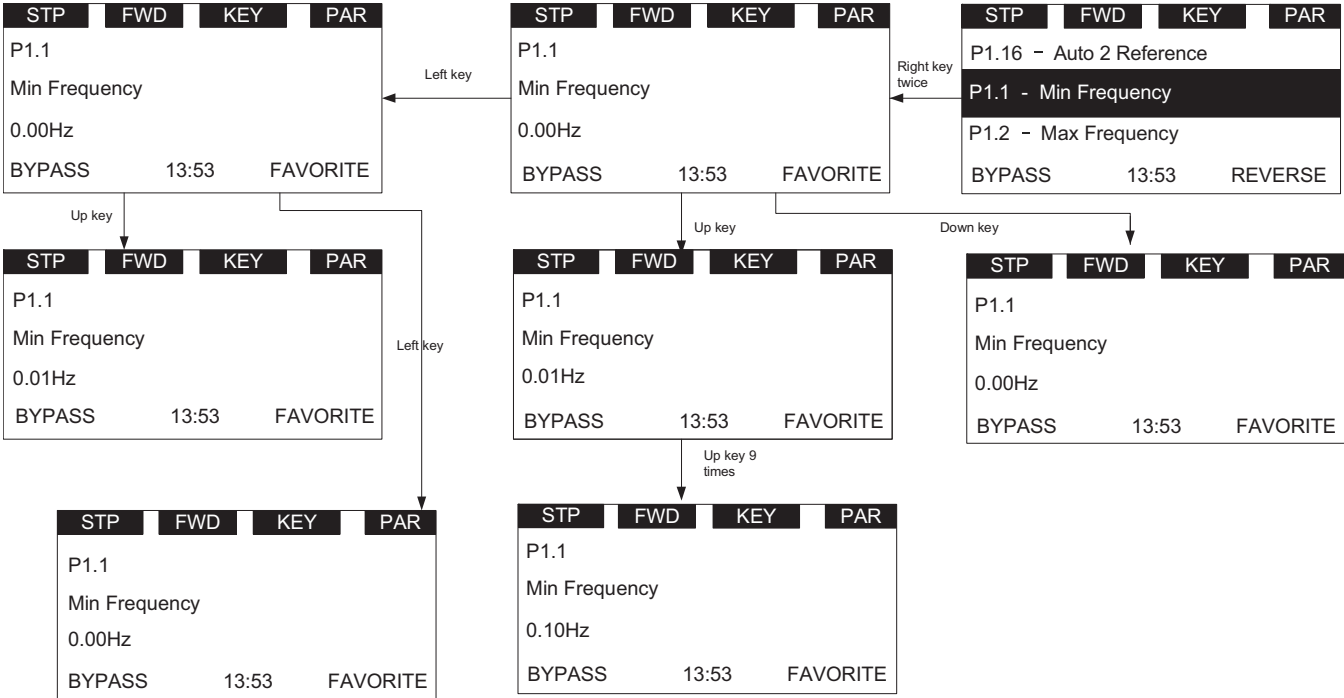 STP FWD KEY PAR
P1.1
Min Frequency
0.00Hz
BYPASS 13:53 FAVORITE
Left key
STP FWD KEY PAR
P1.1
Min Frequency
0.00Hz
BYPASS 13:53 FAVORITE
Right key
twice
STP FWD KEY PAR
P1.16 - Auto 2 Reference
P1.1 - Min Frequency
P1.2 - Max Frequency
BYPASS 13:53 REVERSE
Up key
Up key
Down key
STP FWD KEY PAR
P1.1
Min Frequency
0.01Hz
BYPASS 13:53 FAVORITE
Left key
STP FWD KEY PAR
P1.1
Min Frequency
0.01Hz
BYPASS 13:53 FAVORITE
STP FWD KEY PAR
P1.1
Min Frequency
0.00Hz
BYPASS 13:53 FAVORITE
Up key 9
times
STP FWD KEY PAR
P1.1
Min Frequency
0.00Hz
BYPASS 13:53 FAVORITE
STP FWD KEY PAR
P1.1
Min Frequency
0.10Hz
BYPASS 13:53 FAVORITE